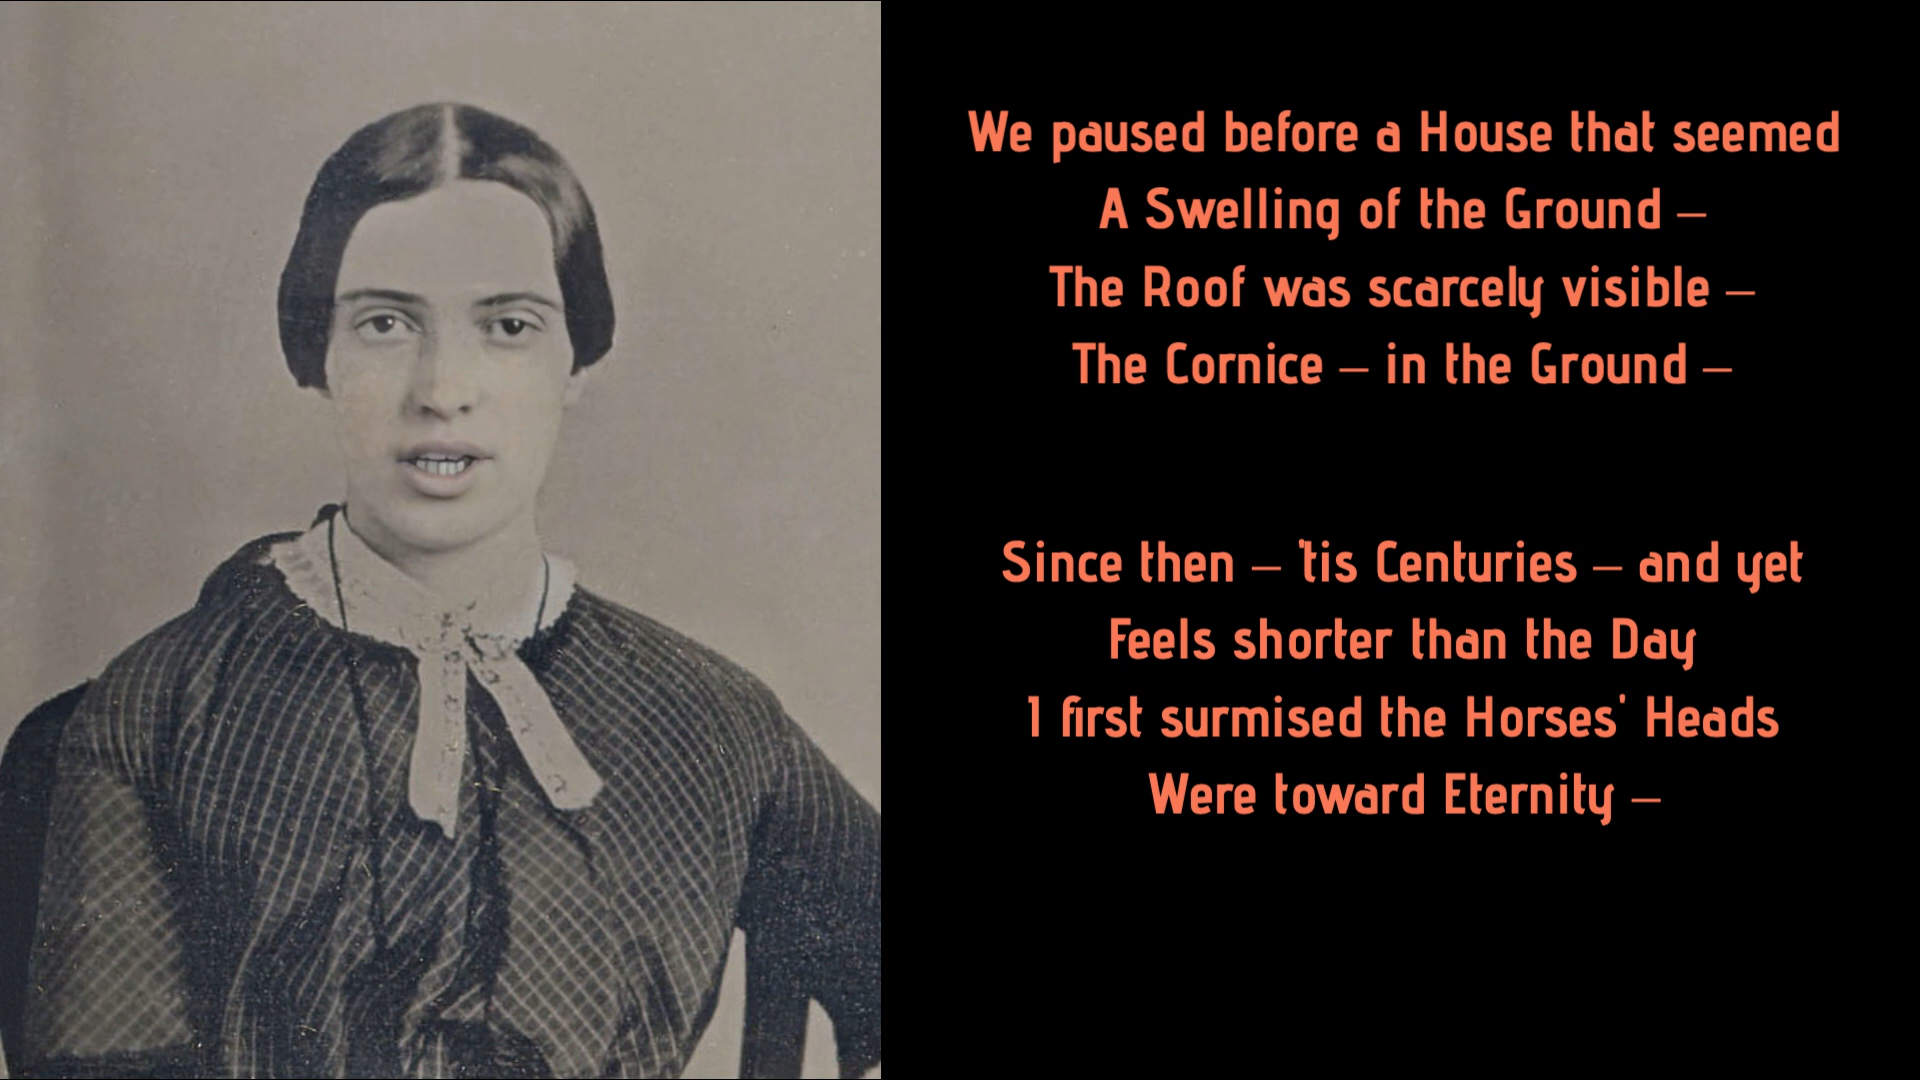 We paused before a House that seemed
A Swelling of the Ground –
The Roof was scarcely visible –
The Cornice – in the Ground –
Since then – 'tis Centuries – and yet
Feels shorter than the Day
I first surmised the Horses' Heads
Were toward Eternity –